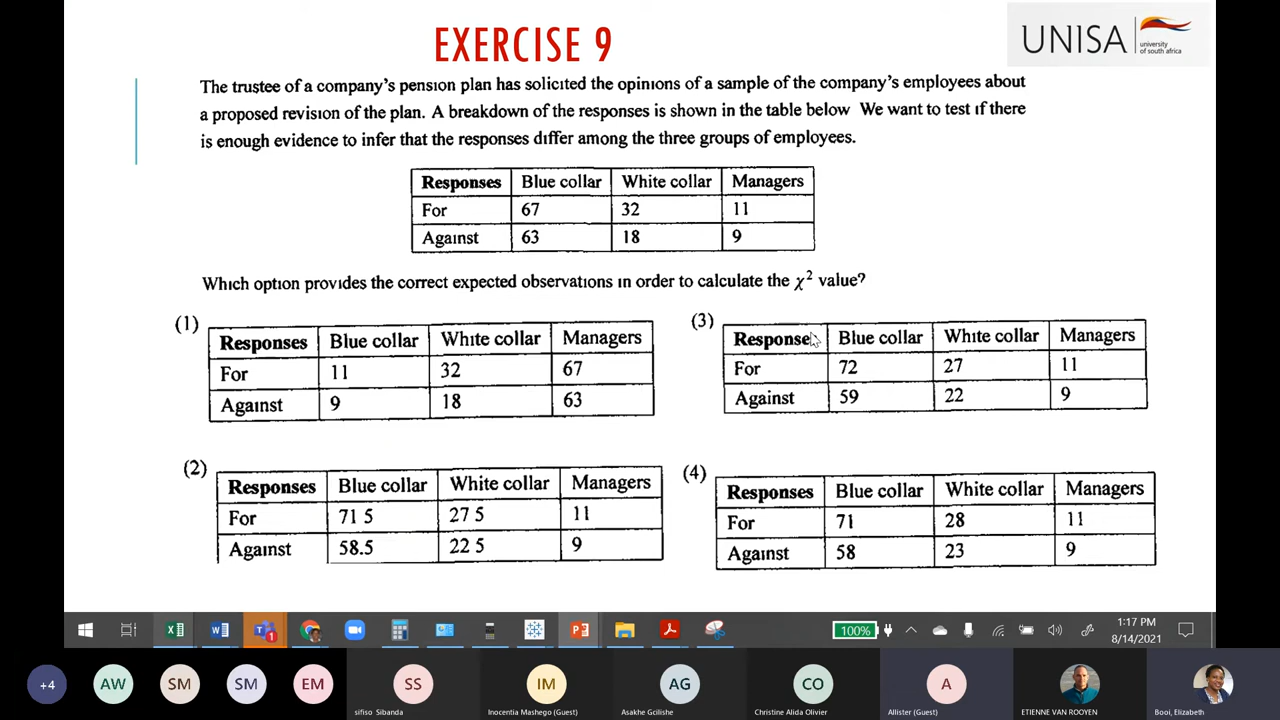 EXERCISE 9
UNISA
university
of south africa
The trustee of a company's pension plan has solicited the opinions of a sample of the company's employees about
a proposed revision of the plan. A breakdown of the responses is shown in the table below We want to test if there
is enough evidence to infer that the responses differ among the three groups of employees.
Responses Blue collar White collar Managers
For 67 32 11
Against 63 18 9
Which option provides the correct expected observations in order to calculate the χ² value?
(1)
Responses Blue collar White collar Managers
For 11 32 67
Against 9 18 63
(3)
Responses Blue collar White collar Managers
For 72 27 11
Against 59 22 9
(2)
Responses Blue collar White collar Managers
For 71 5 27 5 11
Against 58.5 22 5 9
(4)
Responses Blue collar White collar Managers
For 71 28 11
Against 58 23 9
1
100%
1:17 PM
8/14/2021
+4
AW
SM
SM
EM
SS
sifiso Sibanda
IM
Inocentia Mashego (Guest)
AG
Asakhe Gcilishe
CO
Christine Alida Olivier
A
Allister (Guest)
ETIENNE VAN ROOYEN
Booi, Elizabeth